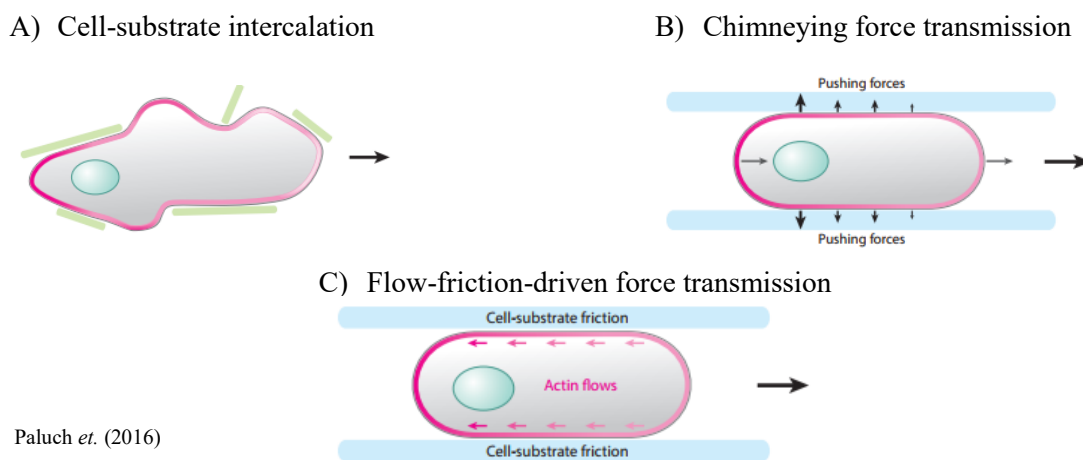 A) Cell-substrate intercalation
B) Chimneying force transmission
Pushing forces
Pushing forces
C) Flow-friction-driven force transmission
Cell-substrate friction
Actin flows
Cell-substrate friction
Paluch et. (2016)